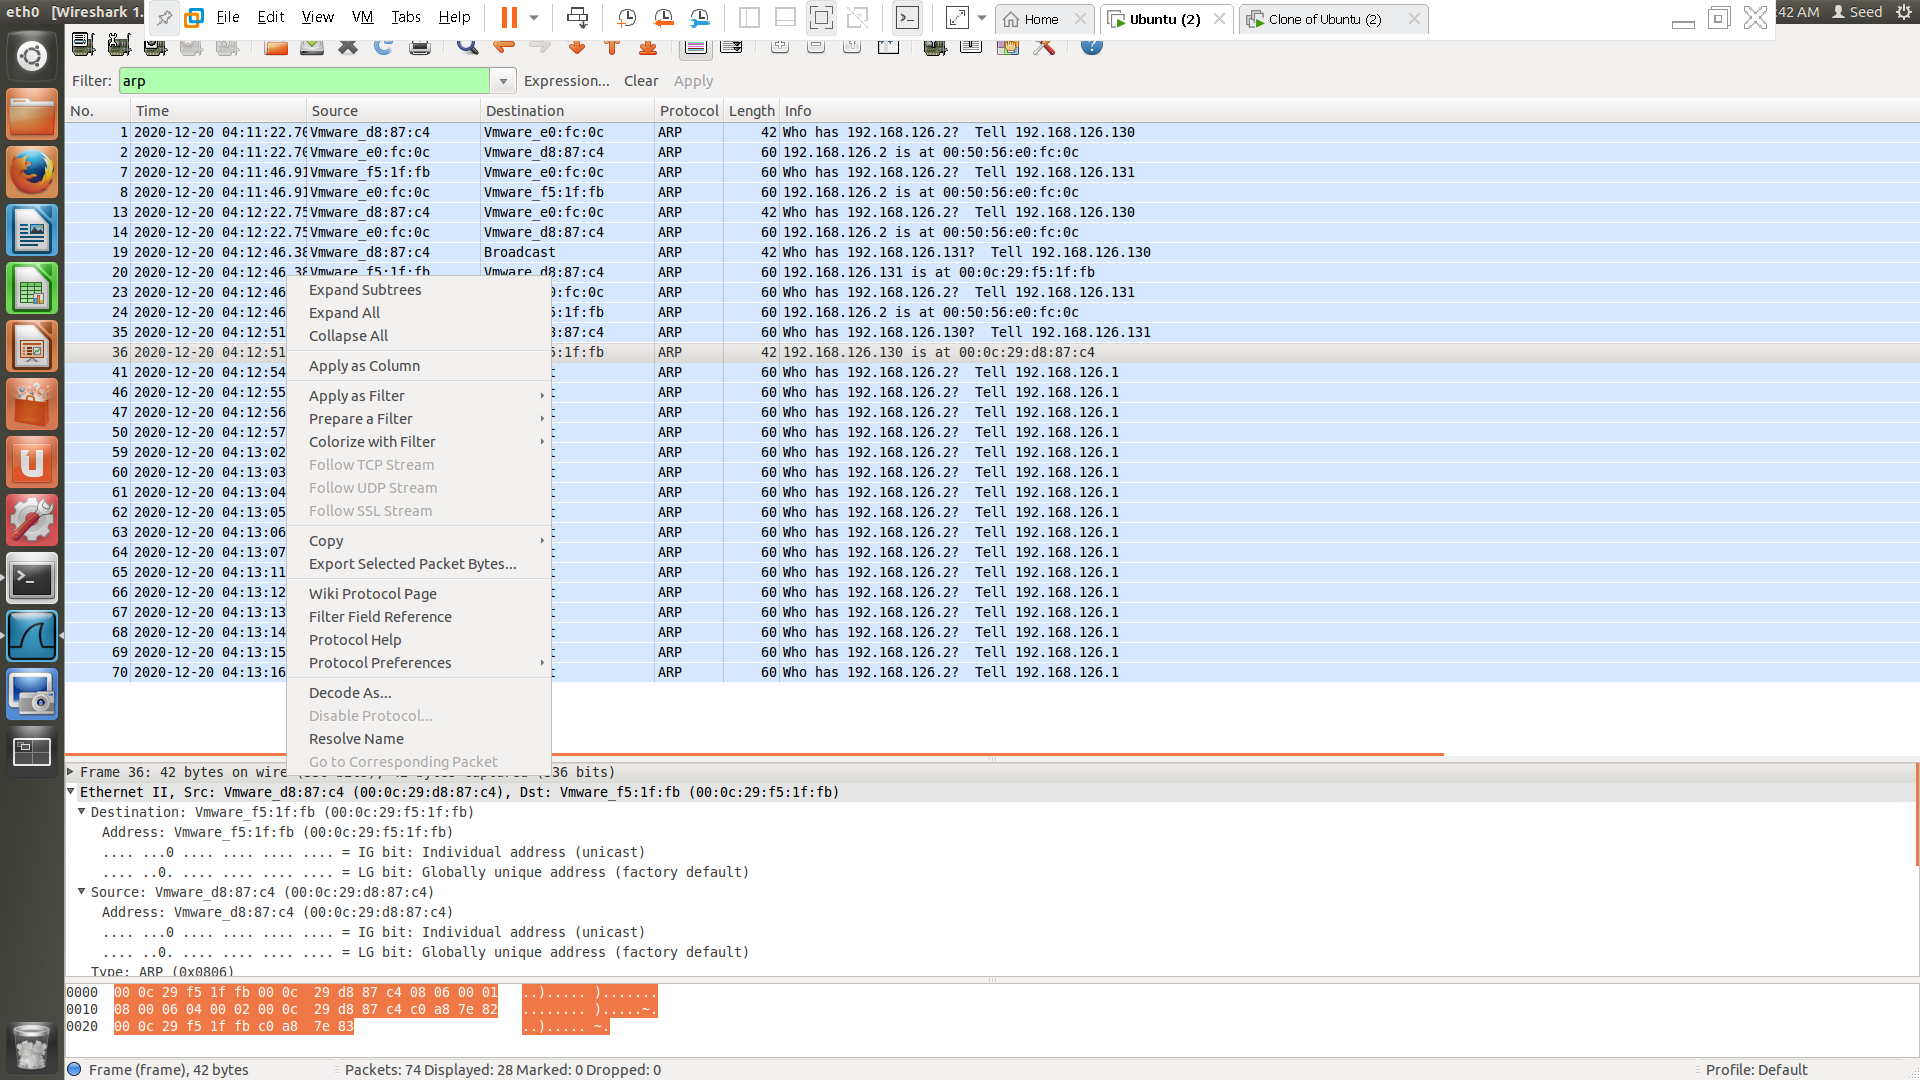 eth0 [Wireshark 1. File Edit View VM Tabs Help Home Ubuntu (2) Clone of Ubuntu (2) :42 AM Seed
Filter: arp Expression... Clear Apply
No. Time Source Destination Protocol Length Info
1 2020-12-20 04:11:22.70 Vmware_d8:87:c4 Vmware_e0:fc:0c ARP 42 Who has 192.168.126.2? Tell 192.168.126.130
2 2020-12-20 04:11:22.70 Vmware_e0:fc:0c Vmware_d8:87:c4 ARP 60 192.168.126.2 is at 00:50:56:e0:fc:0c
7 2020-12-20 04:11:46.91 Vmware_f5:1f:fb Vmware_e0:fc:0c ARP 60 Who has 192.168.126.2? Tell 192.168.126.131
8 2020-12-20 04:11:46.91 Vmware_e0:fc:0c Vmware_f5:1f:fb ARP 60 192.168.126.2 is at 00:50:56:e0:fc:0c
13 2020-12-20 04:12:22.75 Vmware_d8:87:c4 Vmware_e0:fc:0c ARP 42 Who has 192.168.126.2? Tell 192.168.126.130
14 2020-12-20 04:12:22.75 Vmware_e0:fc:0c Vmware_d8:87:c4 ARP 60 192.168.126.2 is at 00:50:56:e0:fc:0c
19 2020-12-20 04:12:46.38 Vmware_d8:87:c4 Broadcast ARP 42 Who has 192.168.126.131? Tell 192.168.126.130
20 2020-12-20 04:12:46.38 Vmware_f5:1f:fb Vmware_d8:87:c4 ARP 60 192.168.126.131 is at 00:0c:29:f5:1f:fb
23 2020-12-20 04:12:46 0:fc:0c ARP 60 Who has 192.168.126.2? Tell 192.168.126.131
24 2020-12-20 04:12:46 5:1f:fb ARP 60 192.168.126.2 is at 00:50:56:e0:fc:0c
35 2020-12-20 04:12:51 8:87:c4 ARP 60 Who has 192.168.126.130? Tell 192.168.126.131
36 2020-12-20 04:12:51 5:1f:fb ARP 42 192.168.126.130 is at 00:0c:29:d8:87:c4
41 2020-12-20 04:12:54 t ARP 60 Who has 192.168.126.2? Tell 192.168.126.1
46 2020-12-20 04:12:55 t ARP 60 Who has 192.168.126.2? Tell 192.168.126.1
47 2020-12-20 04:12:56 t ARP 60 Who has 192.168.126.2? Tell 192.168.126.1
50 2020-12-20 04:12:57 t ARP 60 Who has 192.168.126.2? Tell 192.168.126.1
59 2020-12-20 04:13:02 t ARP 60 Who has 192.168.126.2? Tell 192.168.126.1
60 2020-12-20 04:13:03 t ARP 60 Who has 192.168.126.2? Tell 192.168.126.1
61 2020-12-20 04:13:04 t ARP 60 Who has 192.168.126.2? Tell 192.168.126.1
62 2020-12-20 04:13:05 t ARP 60 Who has 192.168.126.2? Tell 192.168.126.1
63 2020-12-20 04:13:06 t ARP 60 Who has 192.168.126.2? Tell 192.168.126.1
64 2020-12-20 04:13:07 t ARP 60 Who has 192.168.126.2? Tell 192.168.126.1
65 2020-12-20 04:13:11 t ARP 60 Who has 192.168.126.2? Tell 192.168.126.1
66 2020-12-20 04:13:12 t ARP 60 Who has 192.168.126.2? Tell 192.168.126.1
67 2020-12-20 04:13:13 t ARP 60 Who has 192.168.126.2? Tell 192.168.126.1
68 2020-12-20 04:13:14 t ARP 60 Who has 192.168.126.2? Tell 192.168.126.1
69 2020-12-20 04:13:15 t ARP 60 Who has 192.168.126.2? Tell 192.168.126.1
70 2020-12-20 04:13:16 t ARP 60 Who has 192.168.126.2? Tell 192.168.126.1
Expand Subtrees
Expand All
Collapse All
Apply as Column
Apply as Filter
Prepare a Filter
Colorize with Filter
Follow TCP Stream
Follow UDP Stream
Follow SSL Stream
Copy
Export Selected Packet Bytes...
Wiki Protocol Page
Filter Field Reference
Protocol Help
Protocol Preferences
Decode As...
Disable Protocol...
Resolve Name
Go to Corresponding Packet
Frame 36: 42 bytes on wire (336 bits), 42 bytes captured (336 bits)
Ethernet II, Src: Vmware_d8:87:c4 (00:0c:29:d8:87:c4), Dst: Vmware_f5:1f:fb (00:0c:29:f5:1f:fb)
Destination: Vmware_f5:1f:fb (00:0c:29:f5:1f:fb)
Address: Vmware_f5:1f:fb (00:0c:29:f5:1f:fb)
.... ...0 .... .... .... .... = IG bit: Individual address (unicast)
.... ..0. .... .... .... .... = LG bit: Globally unique address (factory default)
Source: Vmware_d8:87:c4 (00:0c:29:d8:87:c4)
Address: Vmware_d8:87:c4 (00:0c:29:d8:87:c4)
.... ...0 .... .... .... .... = IG bit: Individual address (unicast)
.... ..0. .... .... .... .... = LG bit: Globally unique address (factory default)
Type: ARP (0x0806)
0000 00 0c 29 f5 1f fb 00 0c 29 d8 87 c4 08 06 00 01 ..)..... ).......
0010 08 00 06 04 00 02 00 0c 29 d8 87 c4 c0 a8 7e 82 ........ ).....~.
0020 00 0c 29 f5 1f fb c0 a8 7e 83 ..)..... ~.
Frame (frame), 42 bytes Packets: 74 Displayed: 28 Marked: 0 Dropped: 0 Profile: Default